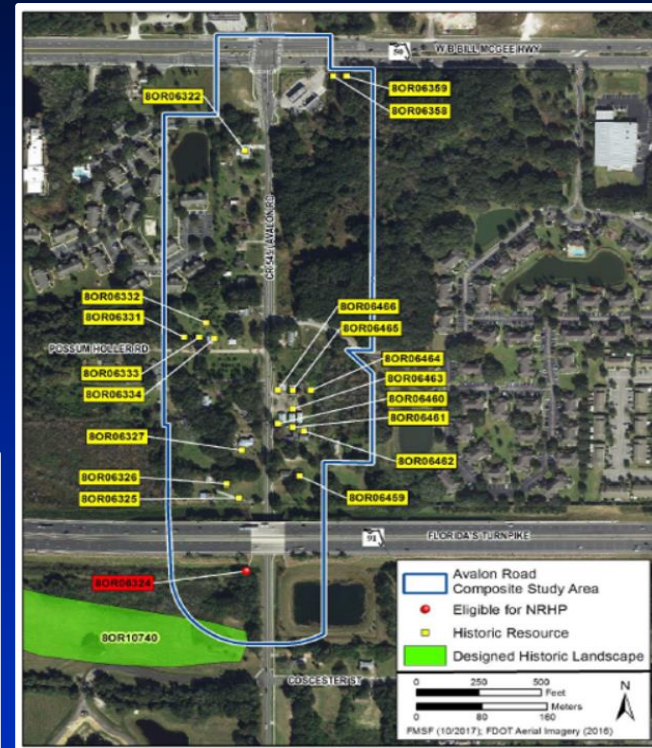 50
W B BILL MCGEE HWY
8OR06359
8OR06322
8OR06358
CR 545 / AVALON RD
8OR06332
8OR06466
8OR06331
8OR06465
POSSUM HOLLER RD
8OR06464
8OR06333
8OR06463
8OR06334
8OR06460
8OR06461
8OR06327
8OR06462
8OR06326
8OR06459
8OR06325
91
FLORIDA'S TURNPIKE
8OR06324
8OR10740
COSCESTER ST
Avalon Road
Composite Study Area
Eligible for NRHP
Historic Resource
Designed Historic Landscape
0 250 500
Feet
Meters
0 80 160
N
FMSF (10/2017); FDOT Aerial Imagery (2016)